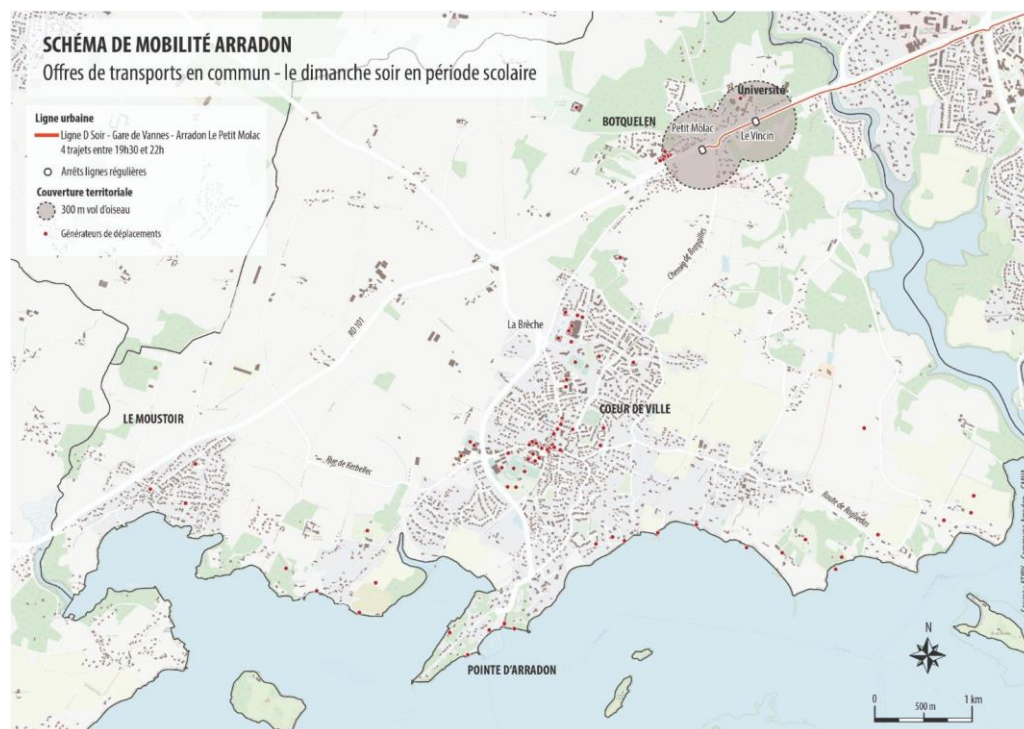 SCHÉMA DE MOBILITÉ ARRADON
Offres de transports en commun - le dimanche soir en période scolaire
Ligne urbaine
Ligne D Soir - Gare de Vannes - Arradon Le Petit Molac
4 trajets entre 19h30 et 22h
Arrêts lignes régulières
Couverture territoriale
300 m vol d'oiseau
Générateurs de déplacements
Université
BOTQUELEN
Petit Molac
Le Vincin
RD 101
La Brèche
LE MOUSTOIR
COEUR DE VILLE
Rue de Kerbellec
Route de Roguedas
POINTE D'ARRADON
N
0
500 m
1 km